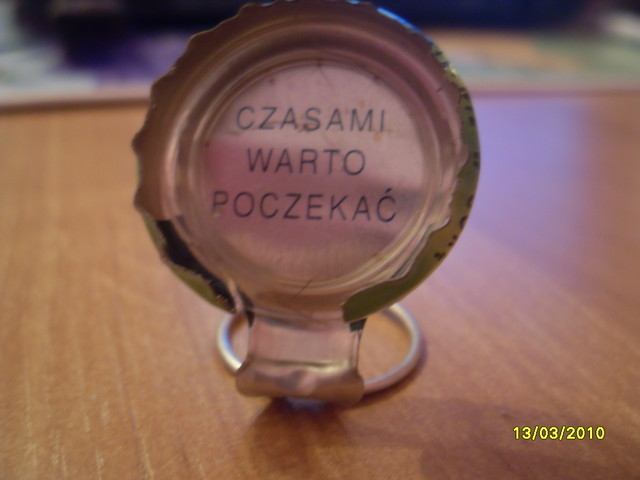 CZASAMI
WARTO
POCZEKAĆ
13/03/2010